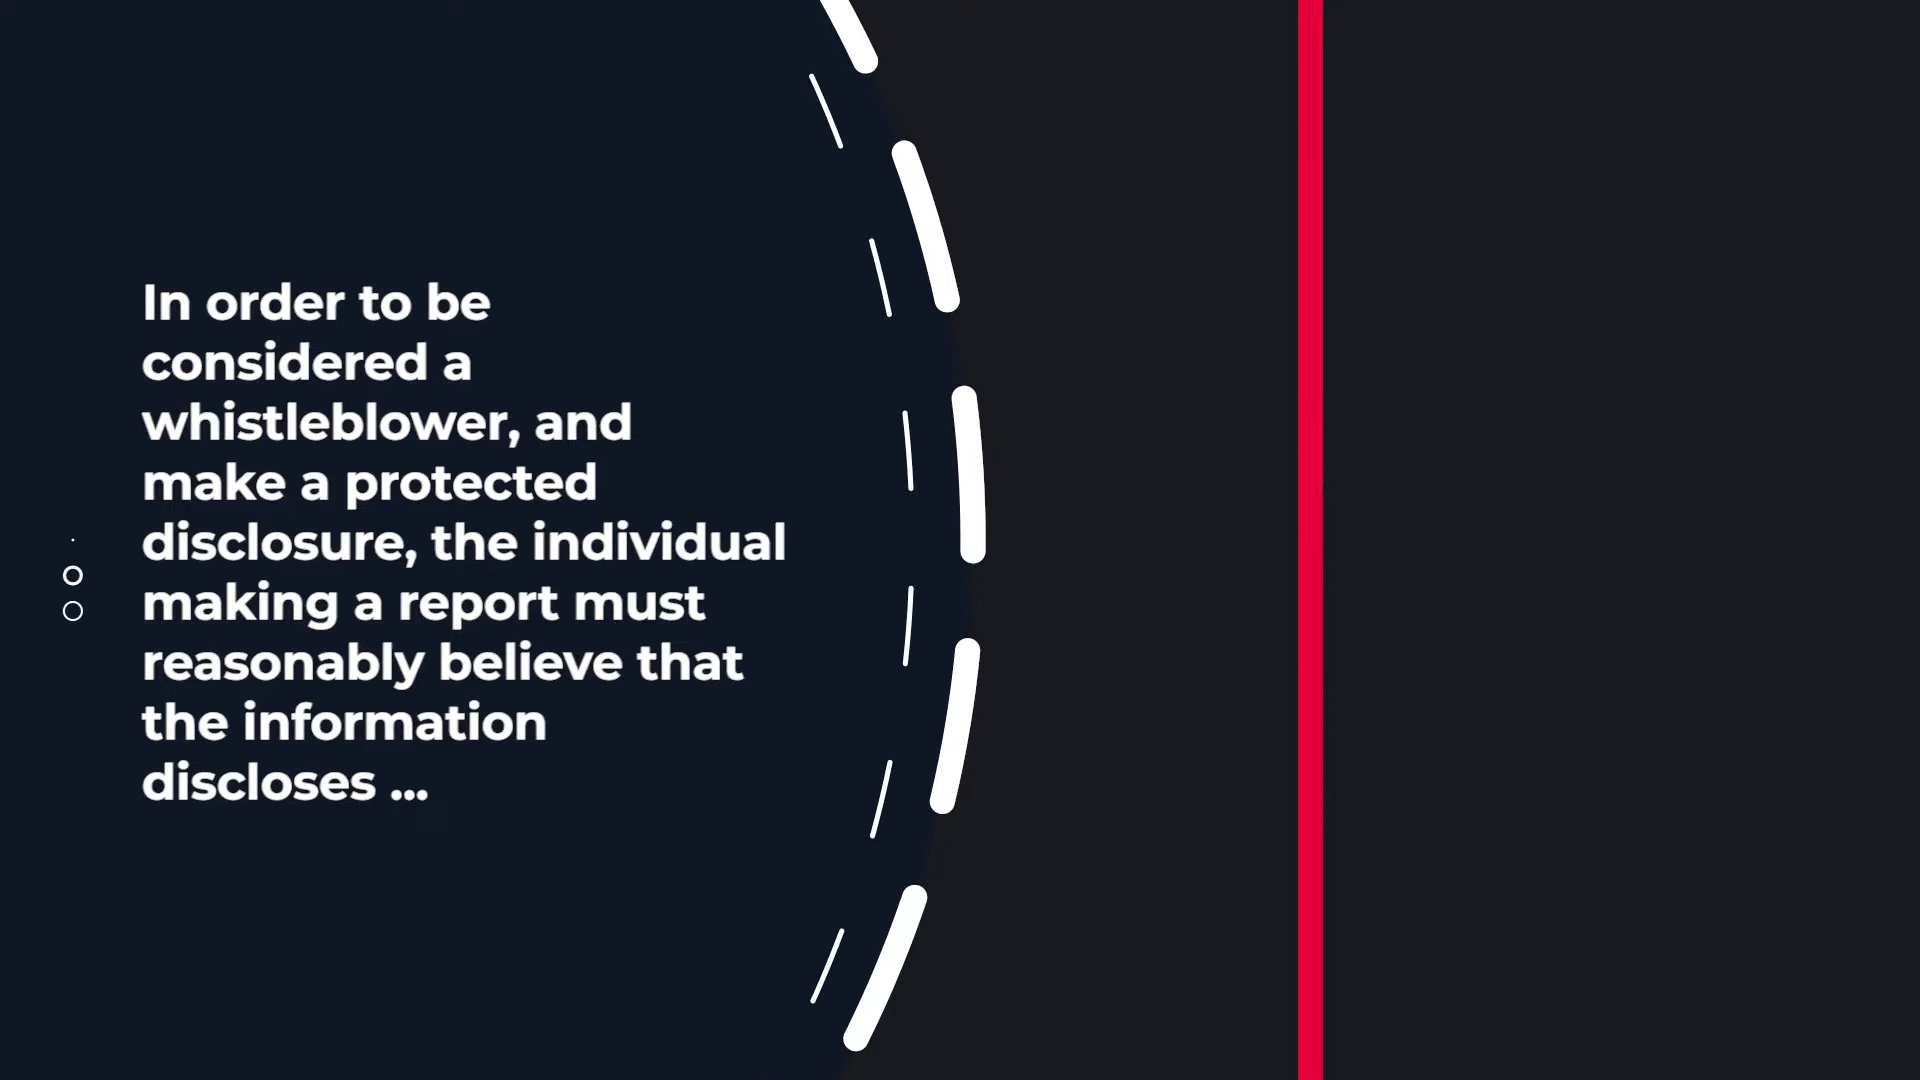 In order to be
considered a
whistleblower, and
make a protected
disclosure, the individual
making a report must
reasonably believe that
the information
discloses ...